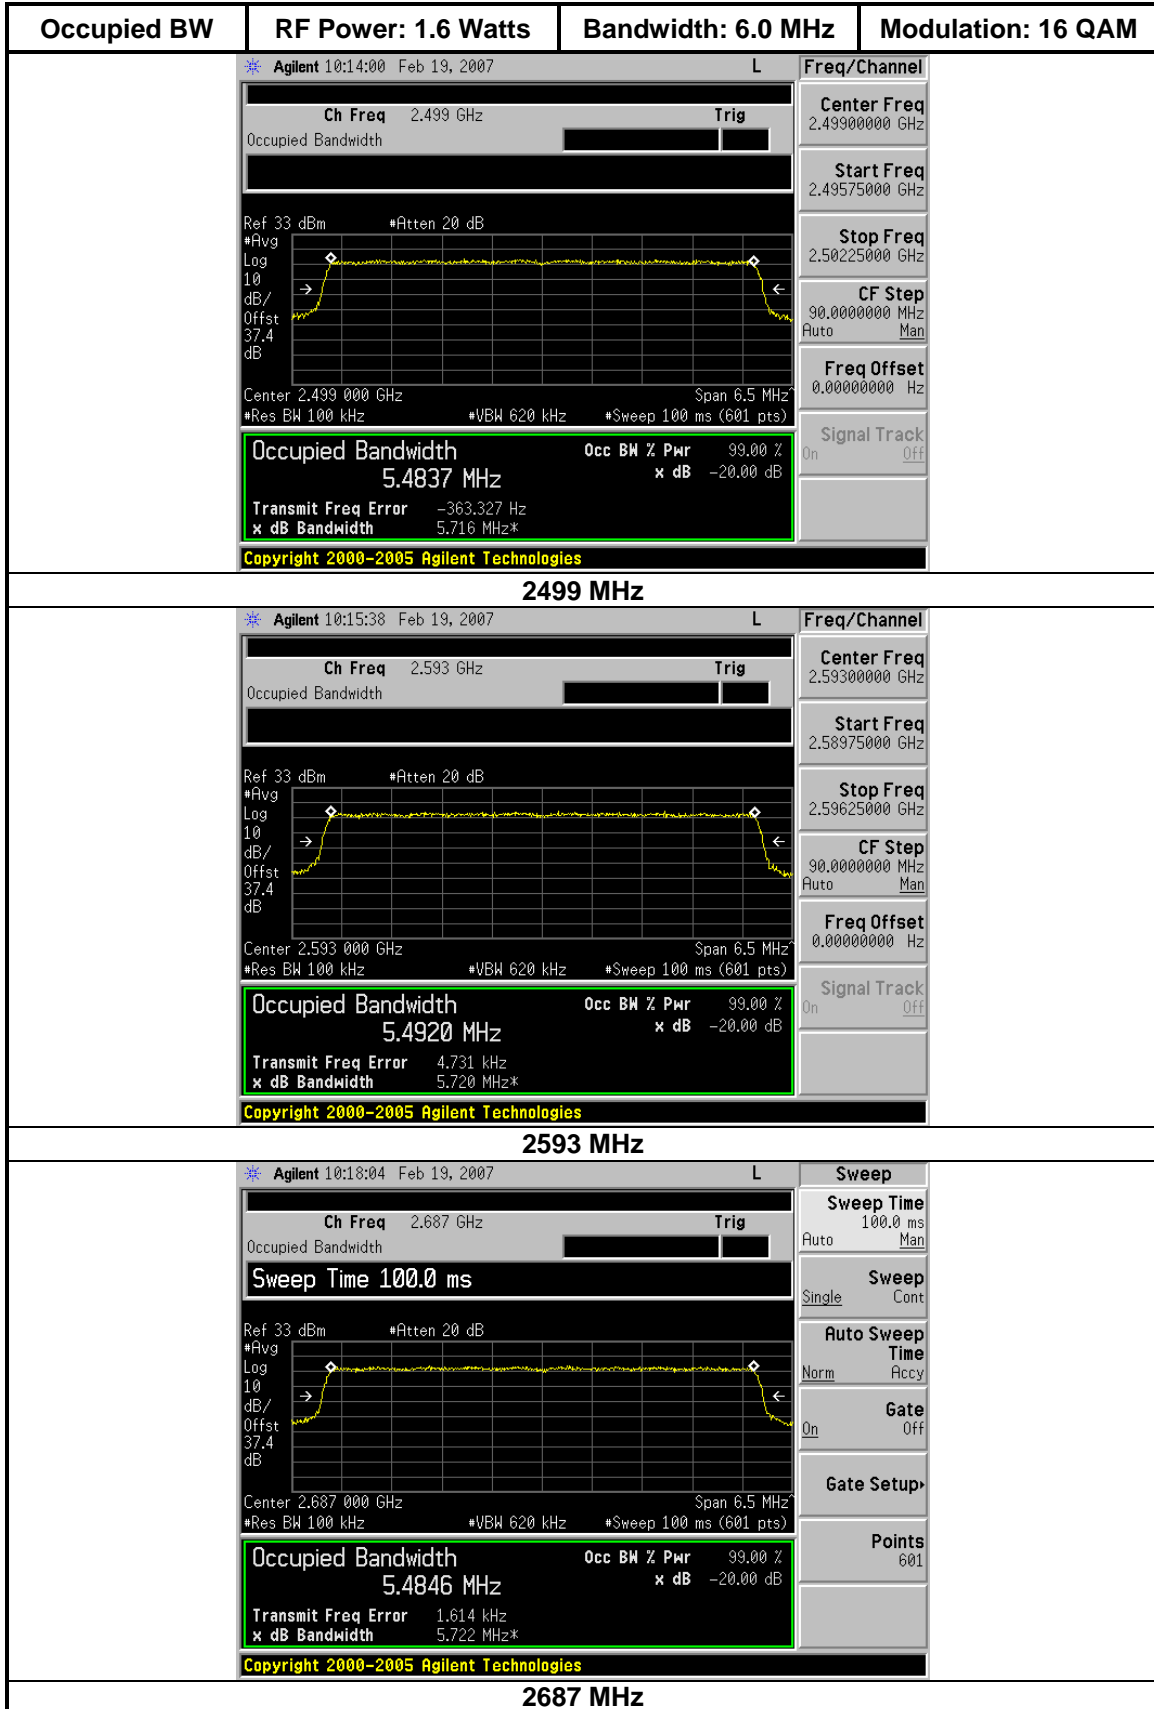 Occupied BW RF Power: 1.6 Watts Bandwidth: 6.0 MHz Modulation: 16 QAM
Agilent 10:14:00 Feb 19, 2007 L Freq/Channel
Ch Freq 2.499 GHz Trig
Occupied Bandwidth
Center Freq
2.49900000 GHz
Start Freq
2.49575000 GHz
Stop Freq
2.50225000 GHz
CF Step
90.0000000 MHz
Auto Man
Freq Offset
0.00000000 Hz
Signal Track
On Off
Ref 33 dBm #Atten 20 dB
#Avg
Log
10
dB/
Offst
37.4
dB
Center 2.499 000 GHz Span 6.5 MHz^
#Res BW 100 kHz #VBW 620 kHz #Sweep 100 ms (601 pts)
Occupied Bandwidth Occ BW % Pwr 99.00 %
5.4837 MHz x dB -20.00 dB
Transmit Freq Error -363.327 Hz
x dB Bandwidth 5.716 MHz*
Copyright 2000-2005 Agilent Technologies
2499 MHz
Agilent 10:15:38 Feb 19, 2007 L Freq/Channel
Ch Freq 2.593 GHz Trig
Occupied Bandwidth
Center Freq
2.59300000 GHz
Start Freq
2.58975000 GHz
Stop Freq
2.59625000 GHz
CF Step
90.0000000 MHz
Auto Man
Freq Offset
0.00000000 Hz
Signal Track
On Off
Ref 33 dBm #Atten 20 dB
#Avg
Log
10
dB/
Offst
37.4
dB
Center 2.593 000 GHz Span 6.5 MHz^
#Res BW 100 kHz #VBW 620 kHz #Sweep 100 ms (601 pts)
Occupied Bandwidth Occ BW % Pwr 99.00 %
5.4920 MHz x dB -20.00 dB
Transmit Freq Error 4.731 kHz
x dB Bandwidth 5.720 MHz*
Copyright 2000-2005 Agilent Technologies
2593 MHz
Agilent 10:18:04 Feb 19, 2007 L Sweep
Ch Freq 2.687 GHz Trig
Occupied Bandwidth
Sweep Time 100.0 ms
Sweep Time
100.0 ms
Auto Man
Sweep
Single Cont
Auto Sweep
Time
Norm Accy
Gate
On Off
Gate Setup
Points
601
Ref 33 dBm #Atten 20 dB
#Avg
Log
10
dB/
Offst
37.4
dB
Center 2.687 000 GHz Span 6.5 MHz^
#Res BW 100 kHz #VBW 620 kHz #Sweep 100 ms (601 pts)
Occupied Bandwidth Occ BW % Pwr 99.00 %
5.4846 MHz x dB -20.00 dB
Transmit Freq Error 1.614 kHz
x dB Bandwidth 5.722 MHz*
Copyright 2000-2005 Agilent Technologies
2687 MHz